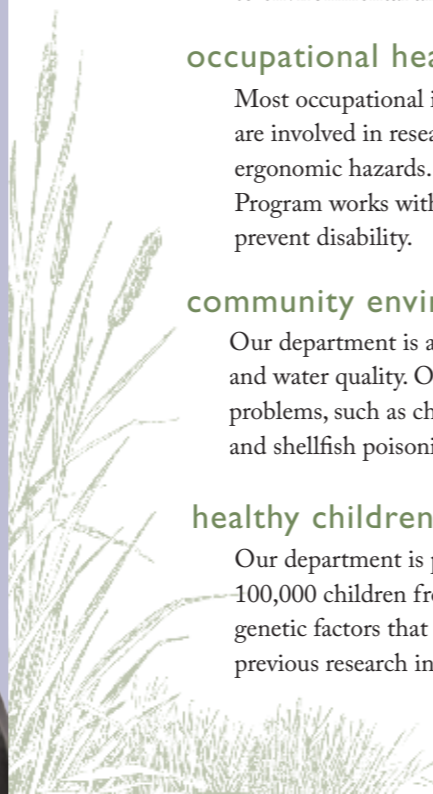 occupational hea
Most occupational i
are involved in resea
ergonomic hazards.
Program works with
prevent disability.
community envir
Our department is a
and water quality. O
problems, such as ch
and shellfish poisoni
healthy children
Our department is p
100,000 children fro
genetic factors that
previous research in